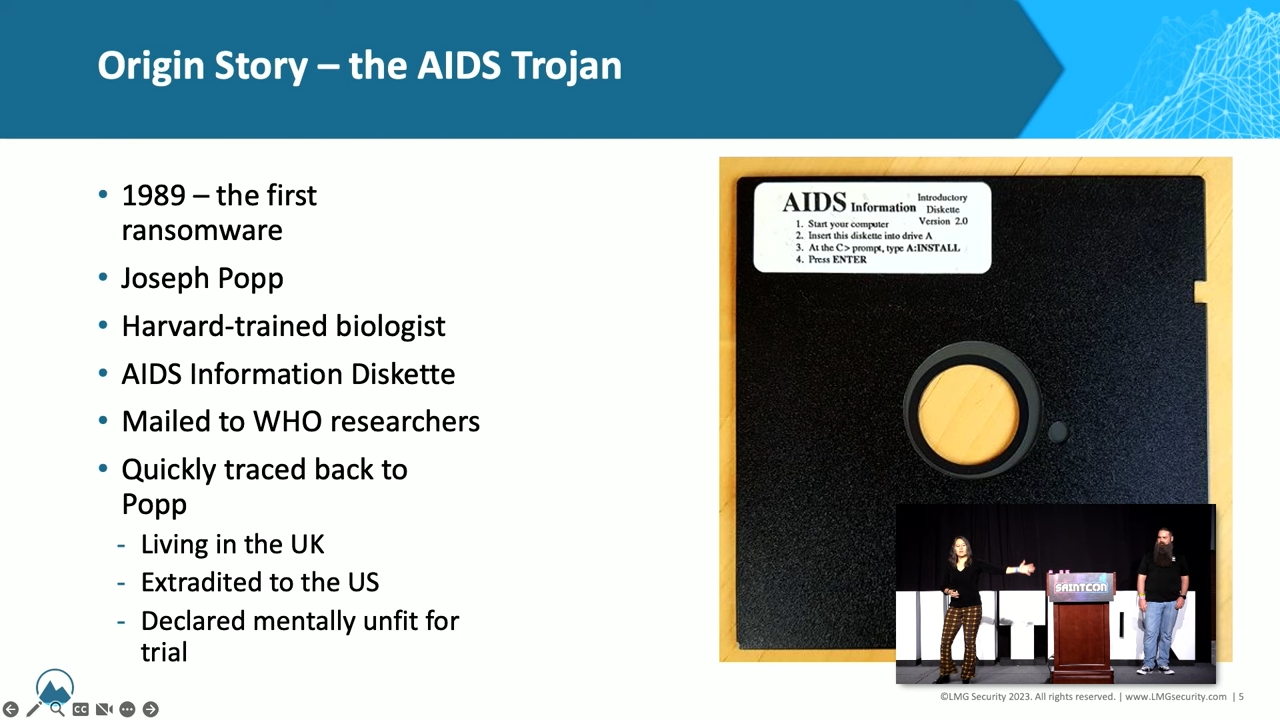 Origin Story – the AIDS Trojan
• 1989 – the first
ransomware
• Joseph Popp
• Harvard-trained biologist
• AIDS Information Diskette
• Mailed to WHO researchers
• Quickly traced back to
Popp
- Living in the UK
- Extradited to the US
- Declared mentally unfit for
trial
AIDS Information
Introductory
Diskette
Version 2.0
1. Start your computer
2. Insert this diskette into drive A
3. At the C> prompt, type A:INSTALL
4. Press ENTER
SAINTCON
CC
©LMG Security 2023. All rights reserved. | www.LMGsecurity.com | 5